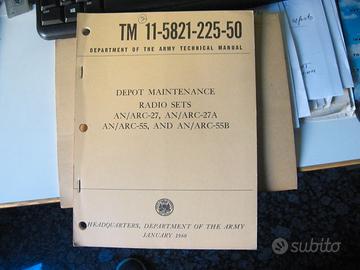 TM 11-5821-225-50
DEPARTMENT OF THE ARMY TECHNICAL MANUAL
DEPOT MAINTENANCE
RADIO SETS
AN/ARC-27, AN/ARC-27A
AN/ARC-55, AND AN/ARC-55B
HEADQUARTERS, DEPARTMENT OF THE ARMY
JANUARY 1960
subito